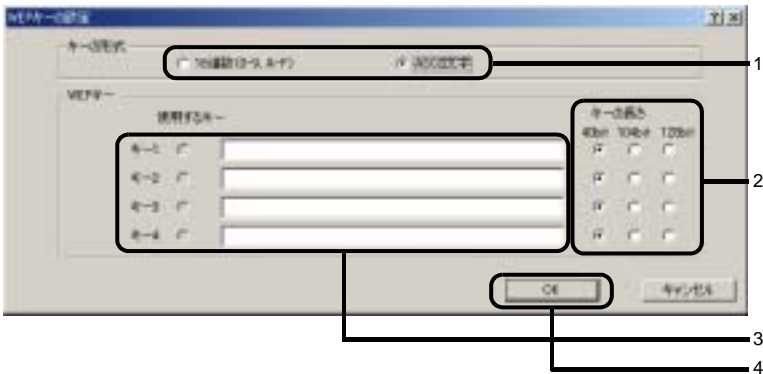 WEPキーの設定
キーの形式
16進数(0-9, A-F) ASCII文字
1
WEPキー
使用するキー キーの長さ
40bit 104bit 128bit
キー1
キー2
2
キー3
キー4
OK キャンセル
3
4